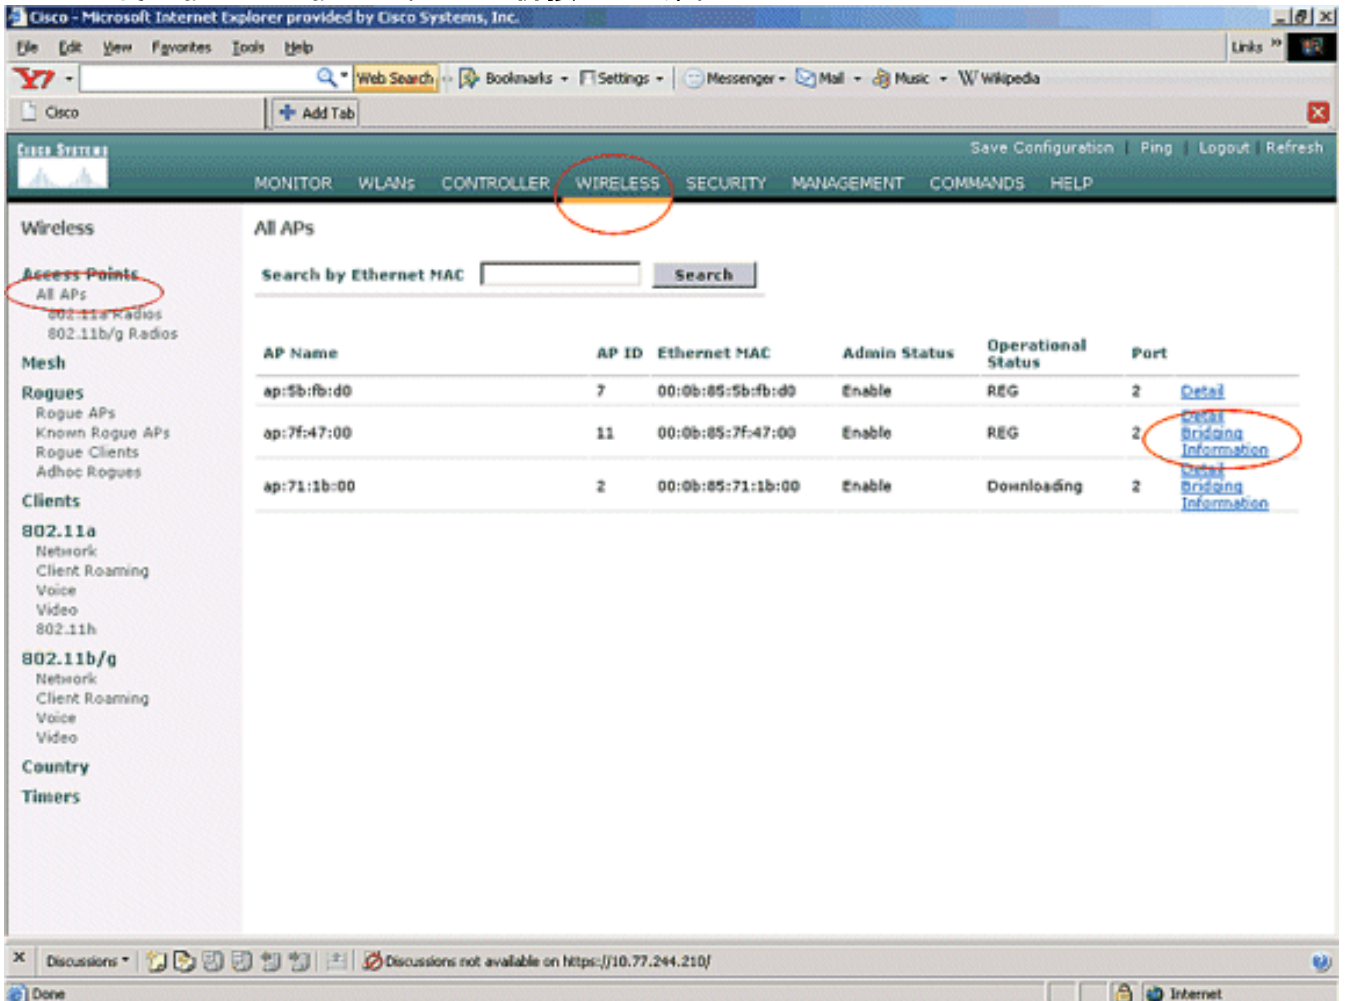 Cisco - Microsoft Internet Explorer provided by Cisco Systems, Inc.
File Edit View Favorites Tools Help
Links »
Y7 Web Search Bookmarks Settings Messenger Mail Music W Wikipedia
Cisco Add Tab
CISCO SYSTEMS
Save Configuration | Ping | Logout | Refresh
MONITOR WLANs CONTROLLER WIRELESS SECURITY MANAGEMENT COMMANDS HELP
Wireless
Access Points
All APs
802.11a Radios
802.11b/g Radios
Mesh
Rogues
Rogue APs
Known Rogue APs
Rogue Clients
Adhoc Rogues
Clients
802.11a
Network
Client Roaming
Voice
Video
802.11h
802.11b/g
Network
Client Roaming
Voice
Video
Country
Timers
All APs
Search by Ethernet MAC Search
AP Name AP ID Ethernet MAC Admin Status Operational Status Port
ap:5b:fb:d0 7 00:0b:85:5b:fb:d0 Enable REG 2 Detail
ap:7f:47:00 11 00:0b:85:7f:47:00 Enable REG 2 Detail
Bridging
Information
ap:71:1b:00 2 00:0b:85:71:1b:00 Enable Downloading 2 Detail
Bridging
Information
Discussions Discussions not available on https://10.77.244.210/
Done Internet